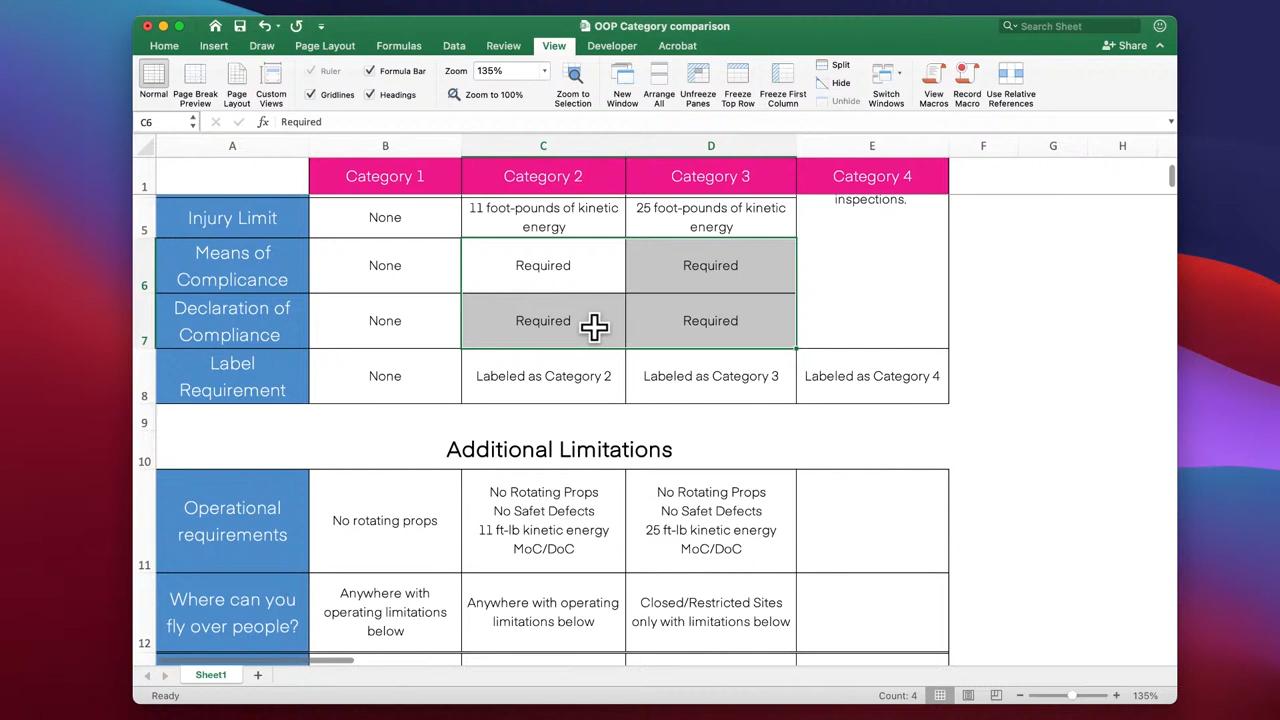 OOP Category comparison
Search Sheet
Home Insert Draw Page Layout Formulas Data Review View Developer Acrobat
Share
Normal
Page Break Preview
Page Layout
Custom Views
Ruler
Formula Bar
Gridlines
Headings
Zoom 135%
Zoom to 100%
Zoom to Selection
New Window
Arrange All
Unfreeze Panes
Freeze Top Row
Freeze First Column
Split
Hide
Unhide
Switch Windows
View Macros
Record Macro
Use Relative References
C6
fx Required
A B C D E F G H
1 Category 1 Category 2 Category 3 Category 4
inspections.
5 Injury Limit
None
11 foot-pounds of kinetic
energy
25 foot-pounds of kinetic
energy
6 Means of
Complicance
None
Required
Required
7 Declaration of
Compliance
None
Required
Required
8 Label
Requirement
None
Labeled as Category 2
Labeled as Category 3
Labeled as Category 4
9
10 Additional Limitations
11 Operational
requirements
No rotating props
No Rotating Props
No Safet Defects
11 ft-lb kinetic energy
MoC/DoC
No Rotating Props
No Safet Defects
25 ft-lb kinetic energy
MoC/DoC
12 Where can you
fly over people?
Anywhere with
operating limitations
below
Anywhere with operating
limitations below
Closed/Restricted Sites
only with limitations below
Sheet1
Ready
Count: 4
135%